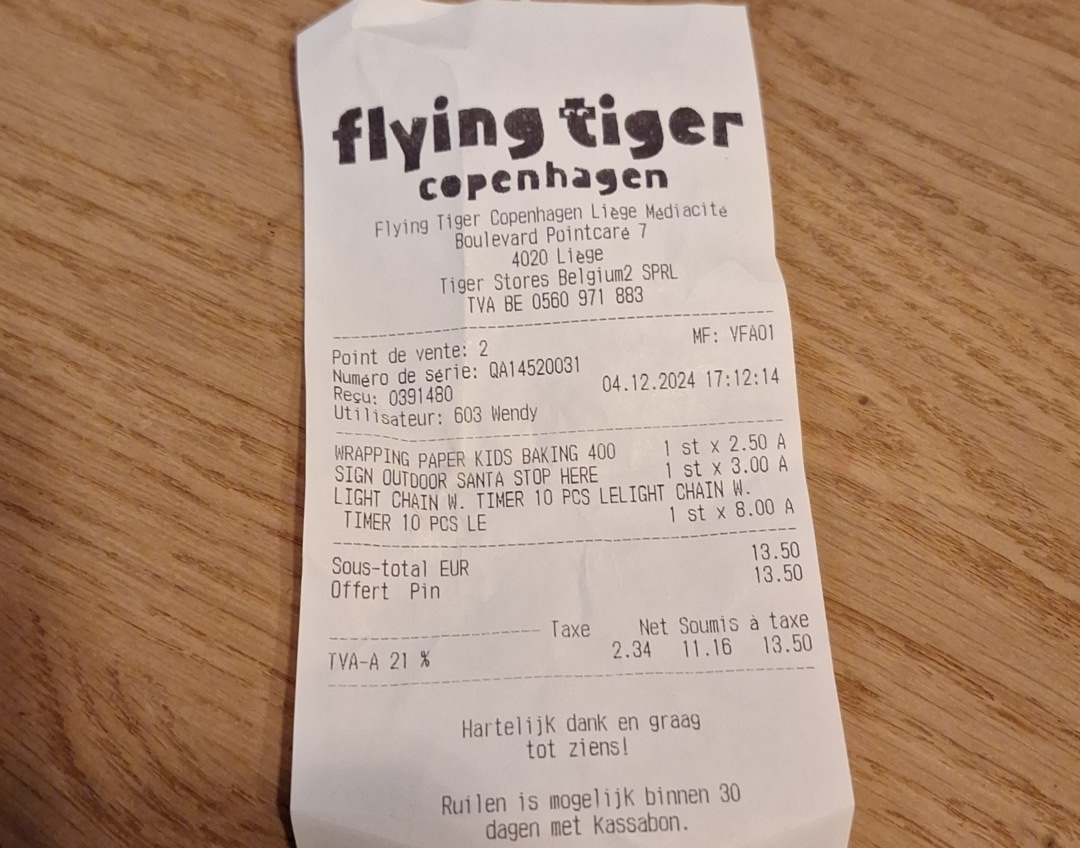 flying tiger
copenhagen
Flying Tiger Copenhagen Liège Médiacité
Boulevard Pointcaré 7
4020 Liège
Tiger Stores Belgium2 SPRL
TVA BE 0560 971 883
Point de vente: 2 MF: VFA01
Numéro de série: QA14520031
Reçu: 0391480 04.12.2024 17:12:14
Utilisateur: 603 Wendy
WRAPPING PAPER KIDS BAKING 400 1 st x 2.50 A
SIGN OUTDOOR SANTA STOP HERE 1 st x 3.00 A
LIGHT CHAIN W. TIMER 10 PCS LELIGHT CHAIN W.
TIMER 10 PCS LE 1 st x 8.00 A
Sous-total EUR 13.50
Offert Pin 13.50
Taxe Net Soumis à taxe
TVA-A 21 % 2.34 11.16 13.50
Hartelijk dank en graag
tot ziens!
Ruilen is mogelijk binnen 30
dagen met kassabon.